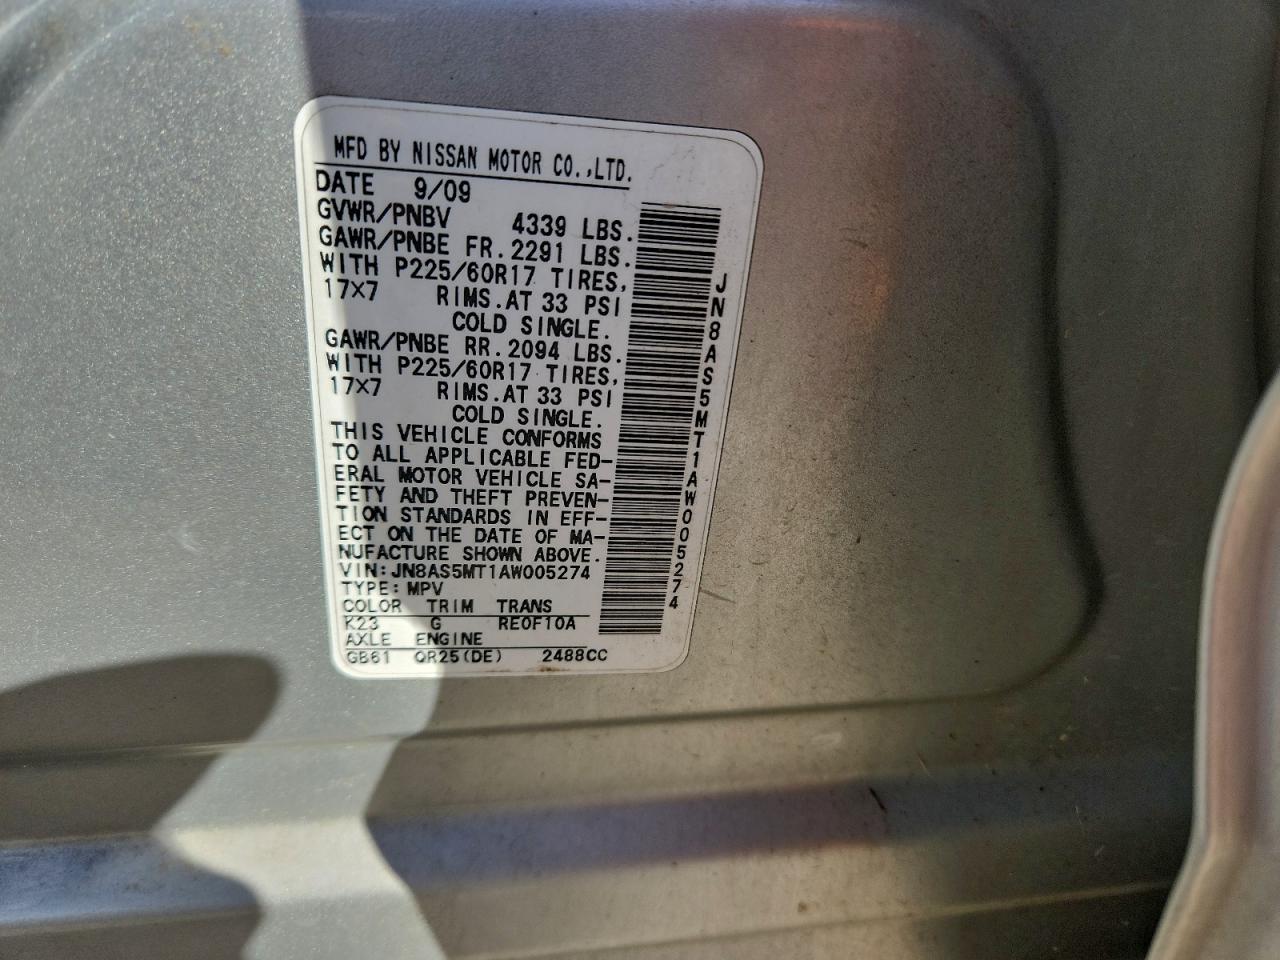 MFD BY NISSAN MOTOR CO.,LTD.
DATE 9/09
GVWR/PNBV 4339 LBS.
GAWR/PNBE FR.2291 LBS.
WITH P225/60R17 TIRES,
17X7 RIMS.AT 33 PSI
COLD SINGLE.
GAWR/PNBE RR.2094 LBS.
WITH P225/60R17 TIRES,
17X7 RIMS.AT 33 PSI
COLD SINGLE.
THIS VEHICLE CONFORMS
TO ALL APPLICABLE FED-
ERAL MOTOR VEHICLE SA-
FETY AND THEFT PREVEN-
TION STANDARDS IN EFF-
ECT ON THE DATE OF MA-
NUFACTURE SHOWN ABOVE.
VIN:JN8AS5MT1AW005274
TYPE:MPV
COLOR TRIM TRANS
K23 G RE0F10A
AXLE ENGINE
GB61 QR25(DE) 2488CC
JN8AS5MT1AW005274